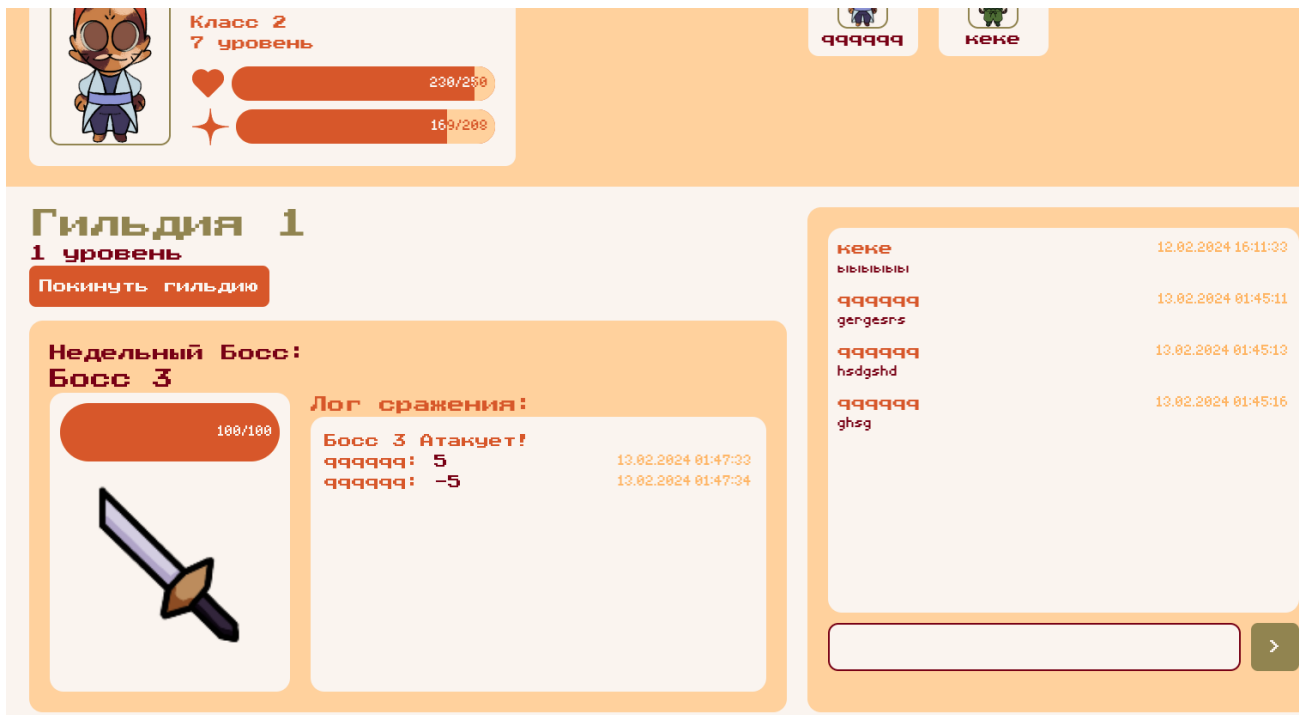 Класс 2
7 уровень
230/250
169/208
qqqqqq
кеке
Гильдия 1
1 уровень
Покинуть гильдию
Недельный Босс:
Босс 3
100/100
Лог сражения:
Босс 3 Атакует!
qqqqqq: 5 13.02.2024 01:47:33
qqqqqq: -5 13.02.2024 01:47:34
кеке 12.02.2024 16:11:33
ыыыыыы
qqqqqq 13.02.2024 01:45:11
gergesrs
qqqqqq 13.02.2024 01:45:13
hsdgshd
qqqqqq 13.02.2024 01:45:16
ghsg
>